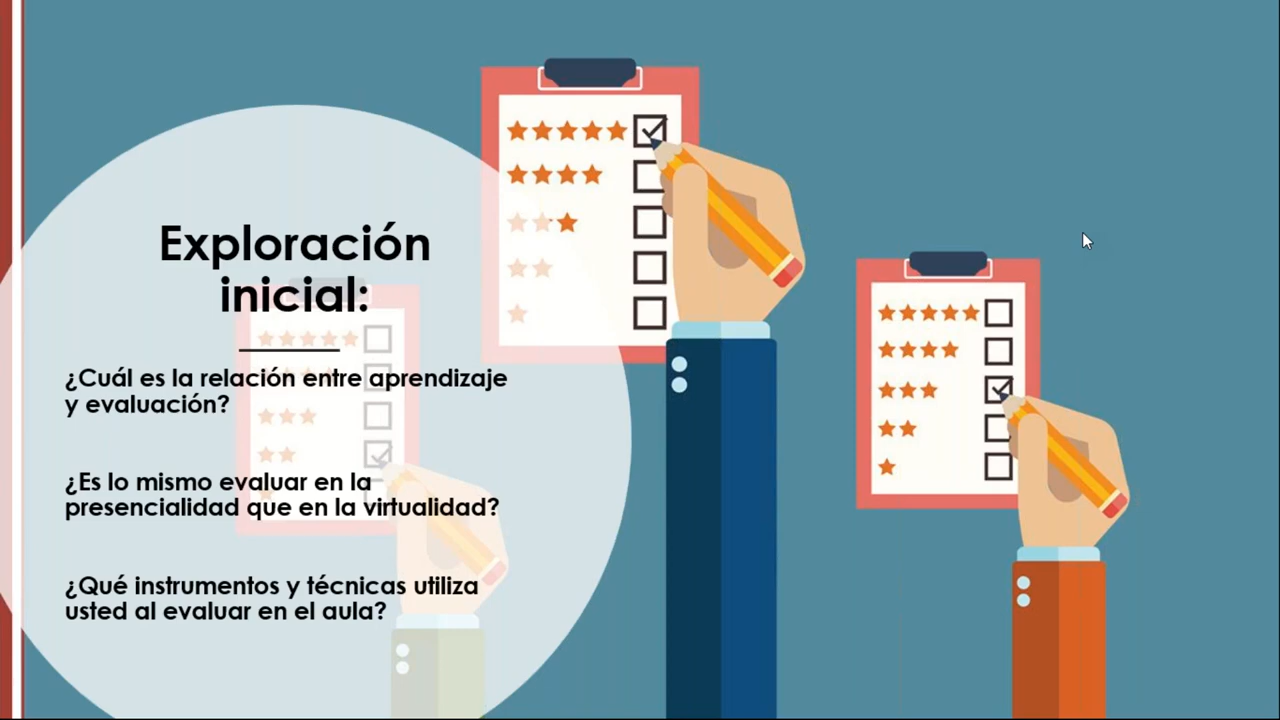 Exploración
inicial:
¿Cuál es la relación entre aprendizaje
y evaluación?
¿Es lo mismo evaluar en la
presencialidad que en la virtualidad?
¿Qué instrumentos y técnicas utiliza
usted al evaluar en el aula?